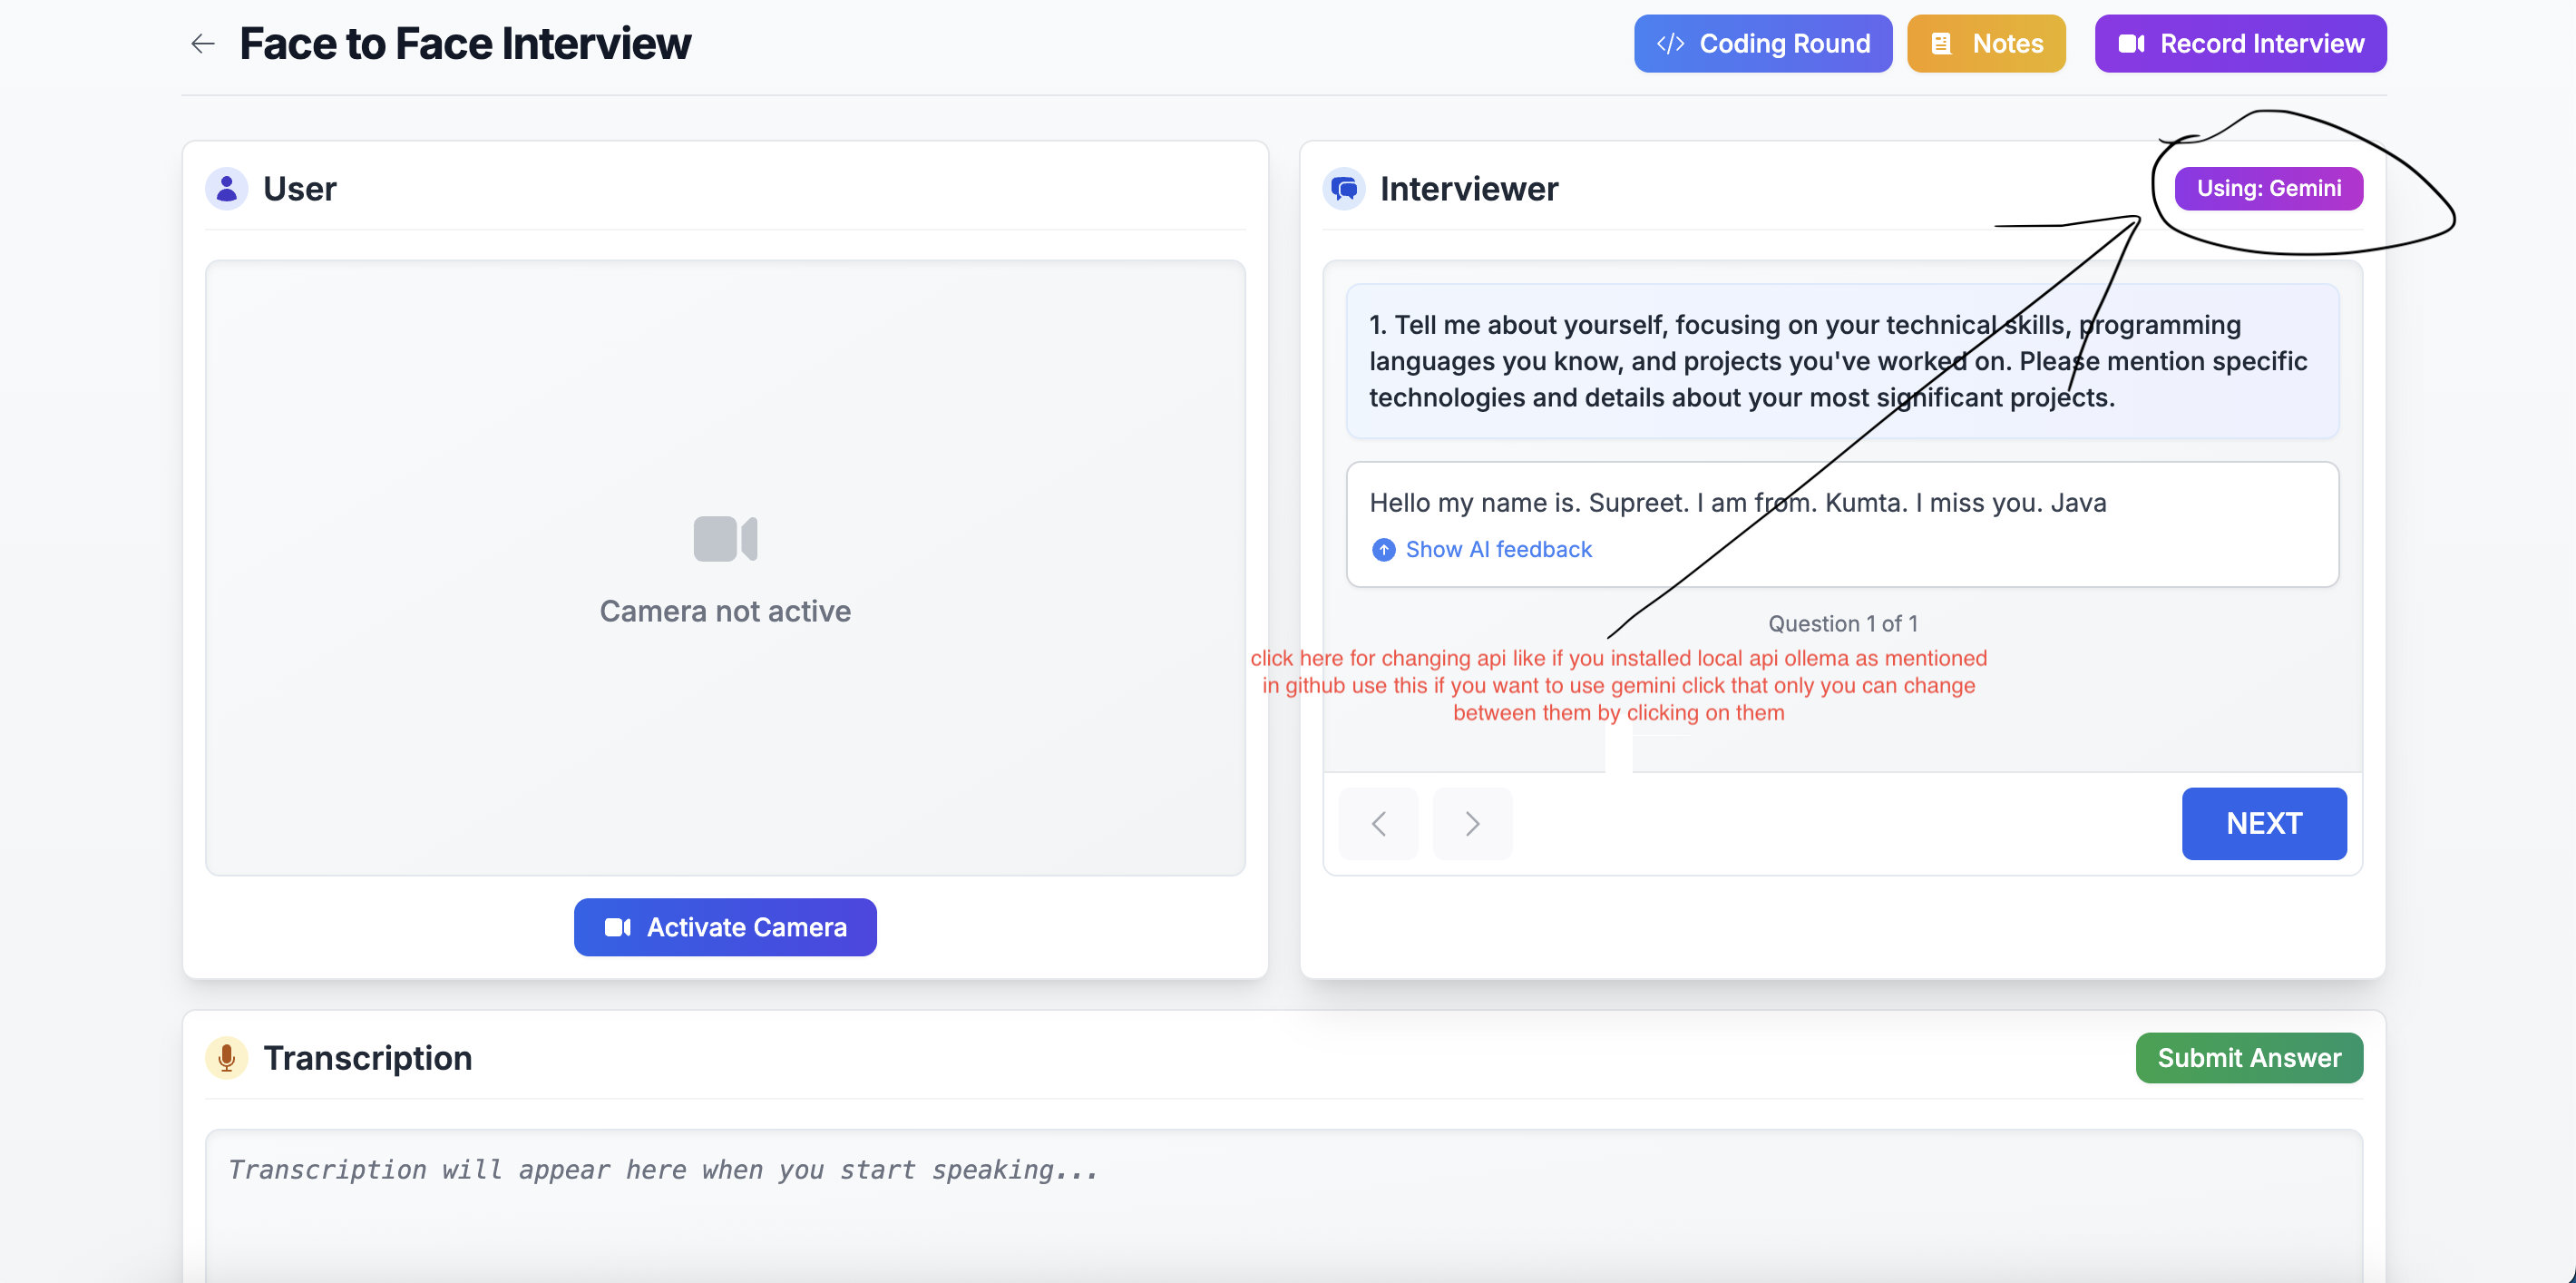 Face to Face Interview
Coding Round
Notes
Record Interview
User
Camera not active
Activate Camera
Interviewer
Using: Gemini
1. Tell me about yourself, focusing on your technical skills, programming
languages you know, and projects you've worked on. Please mention specific
technologies and details about your most significant projects.
Hello my name is. Supreet. I am from. Kumta. I miss you. Java
Show AI feedback
Question 1 of 1
click here for changing api like if you installed local api ollema as mentioned
in github use this if you want to use gemini click that only you can change
between them by clicking on them
NEXT
Transcription
Submit Answer
Transcription will appear here when you start speaking...